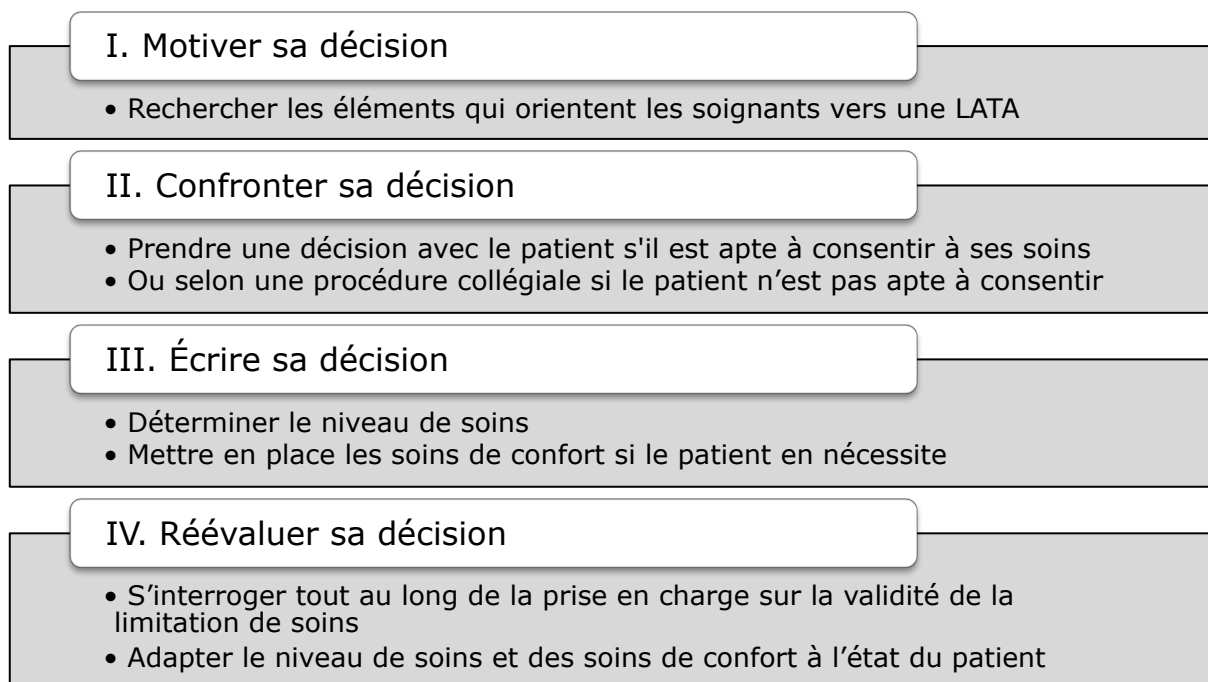 I. Motiver sa décision
• Rechercher les éléments qui orientent les soignants vers une LATA
II. Confronter sa décision
• Prendre une décision avec le patient s'il est apte à consentir à ses soins
• Ou selon une procédure collégiale si le patient n’est pas apte à consentir
III. Écrire sa décision
• Déterminer le niveau de soins
• Mettre en place les soins de confort si le patient en nécessite
IV. Réévaluer sa décision
• S’interroger tout au long de la prise en charge sur la validité de la
limitation de soins
• Adapter le niveau de soins et des soins de confort à l’état du patient